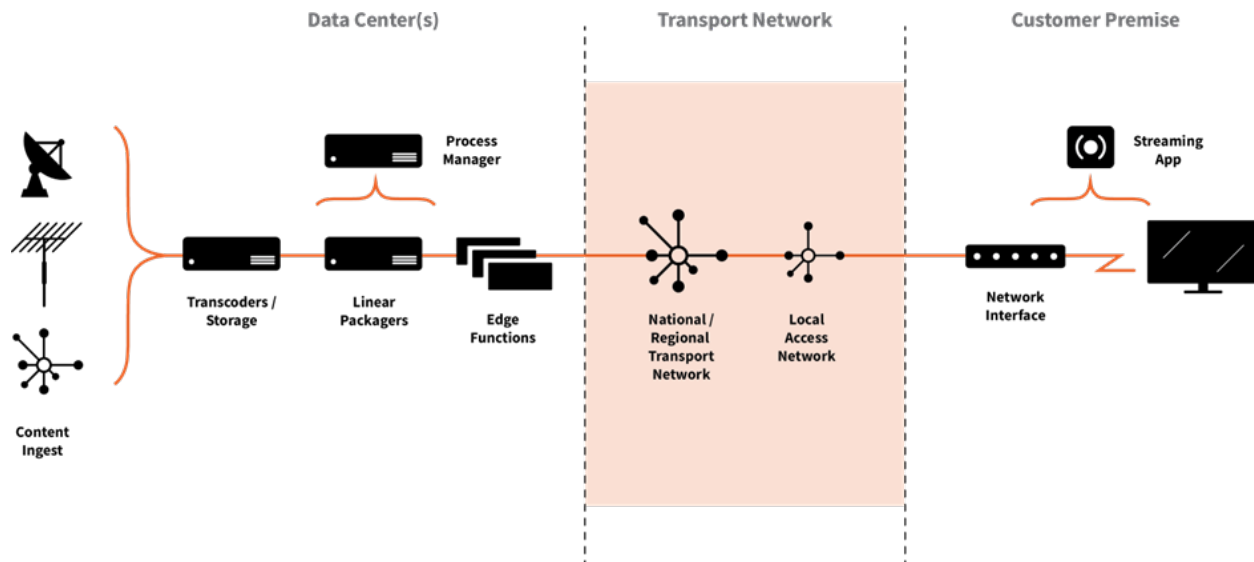 Data Center(s)
Transport Network
Customer Premise
Process
Manager
Streaming
App
Transcoders /
Storage
Linear
Packagers
Edge
Functions
National /
Regional
Transport
Network
Local
Access
Network
Network
Interface
Content
Ingest